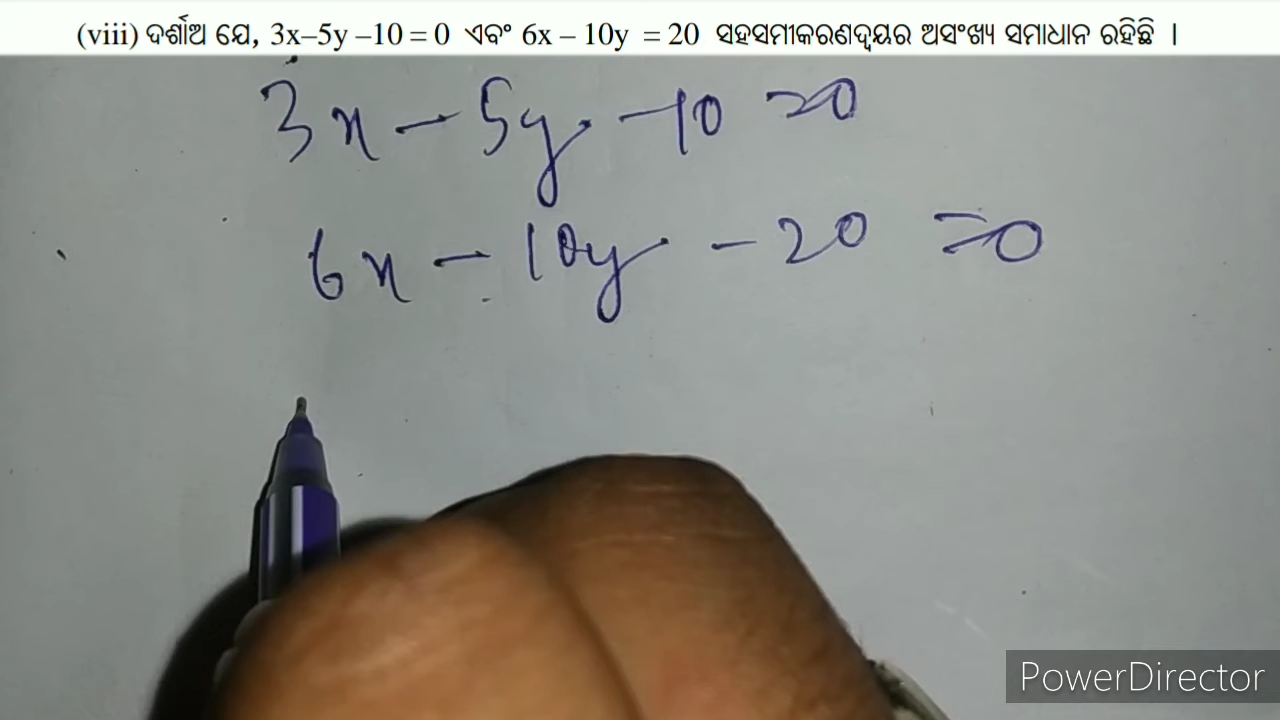 (viii) ଦର୍ଶାଅ ଯେ, 3x–5y –10 = 0 ଏବଂ 6x – 10y = 20 ସହସମୀକରଣଦ୍ୱୟର ଅସଂଖ୍ୟ ସମାଧାନ ରହିଛି ।
3x – 5y – 10 = 0
6x – 10y – 20 = 0
PowerDirector